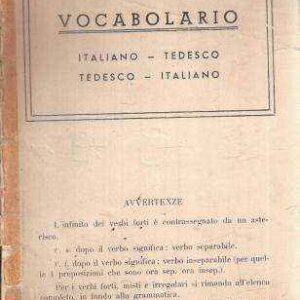 VOCABOLARIO
ITALIANO – TEDESCO
TEDESCO – ITALIANO
AVVERTENZE
L'infinito dei verbi forti è contrassegnato da un aste-
risco.
v. s. dopo il verbo significa: verbo separabile.
v. i. dopo il verbo significa: verbo inseparabile (per quel-
le preposizioni che sono ora sep. ora insep.).
Per i verbi forti, misti e irregolari si rimanda all'elenco
completo, in fondo alla grammatica.